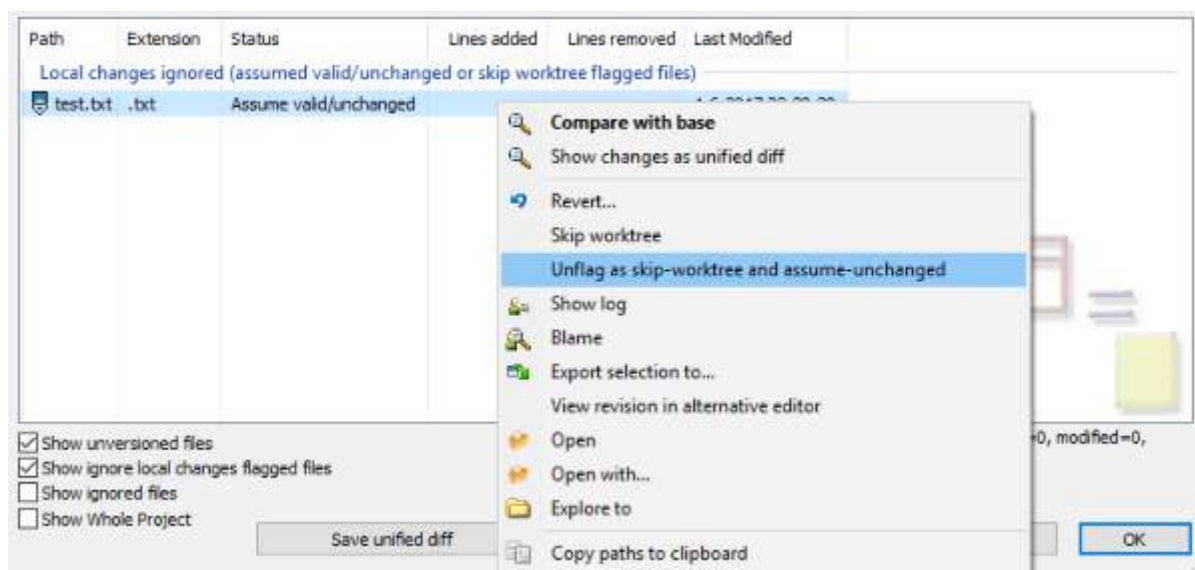 Path Extension Status Lines added Lines removed Last Modified
Local changes ignored (assumed valid/unchanged or skip worktree flagged files)
test.txt .txt Assume valid/unchanged
Compare with base
Show changes as unified diff
Revert...
Skip worktree
Unflag as skip-worktree and assume-unchanged
Show log
Blame
Export selection to...
View revision in alternative editor
Open
Open with...
Explore to
Copy paths to clipboard
Show unversioned files
Show ignore local changes flagged files
Show ignored files
Show Whole Project
=0, modified=0,
Save unified diff
OK